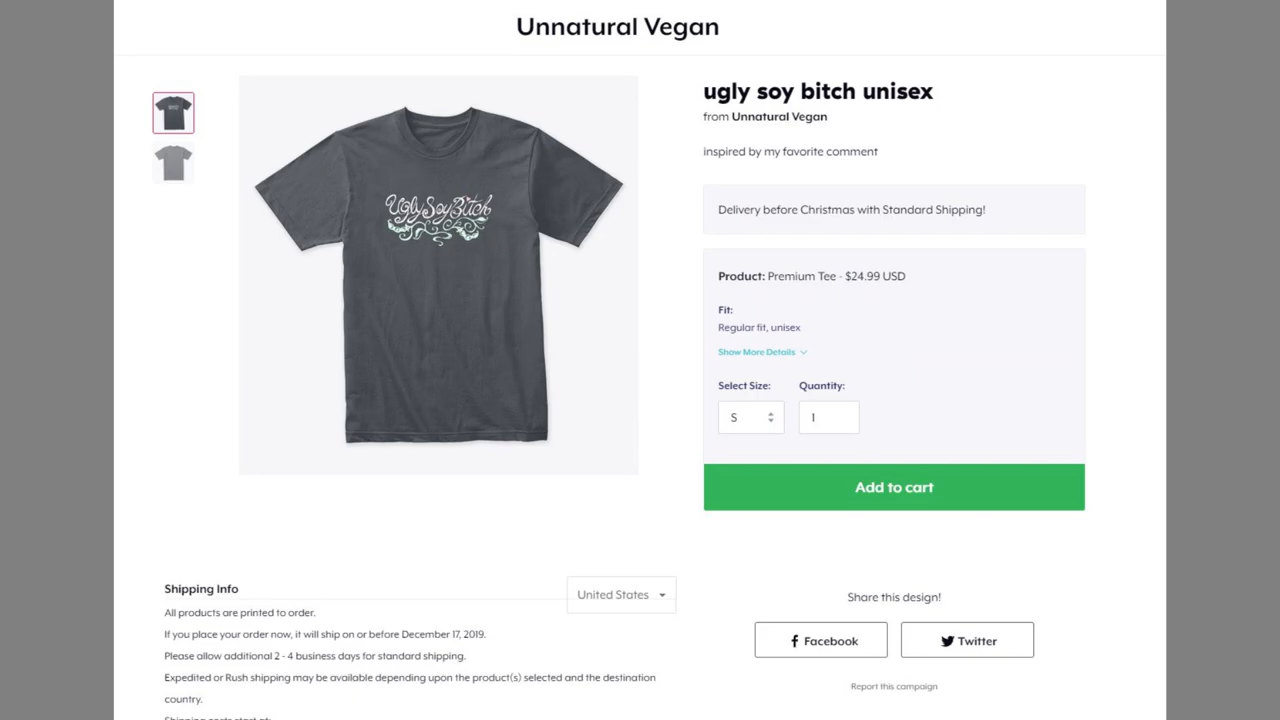 Unnatural Vegan
ugly soy bitch unisex
from Unnatural Vegan
inspired by my favorite comment
Delivery before Christmas with Standard Shipping!
Product: Premium Tee · $24.99 USD
Fit:
Regular fit, unisex
Show More Details
Select Size: Quantity:
S 1
Add to cart
Ugly Soy Bitch
Shipping Info
United States
All products are printed to order.
If you place your order now, it will ship on or before December 17, 2019.
Please allow additional 2 - 4 business days for standard shipping.
Expedited or Rush shipping may be available depending upon the product(s) selected and the destination
country.
Shipping costs start at:
Share this design!
Facebook Twitter
Report this campaign